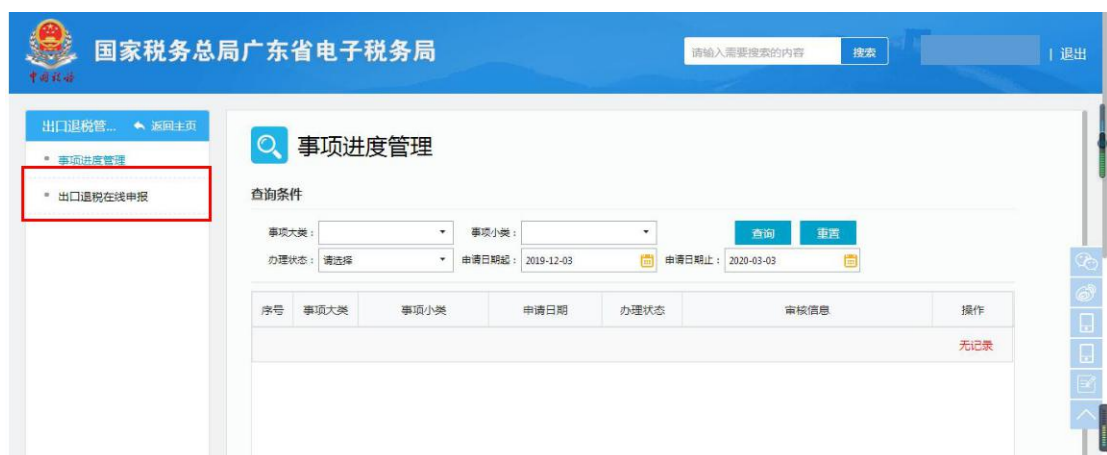 国家税务总局广东省电子税务局
中国税务
请输入需要搜索的内容 搜索 | 退出
出口退税管... 返回主页
事项进度管理
出口退税在线申报
事项进度管理
查询条件
事项大类： 事项小类： 查询 重置
办理状态： 请选择 申请日期起： 2019-12-03 申请日期止： 2020-03-03
序号 事项大类 事项小类 申请日期 办理状态 审核信息 操作
无记录